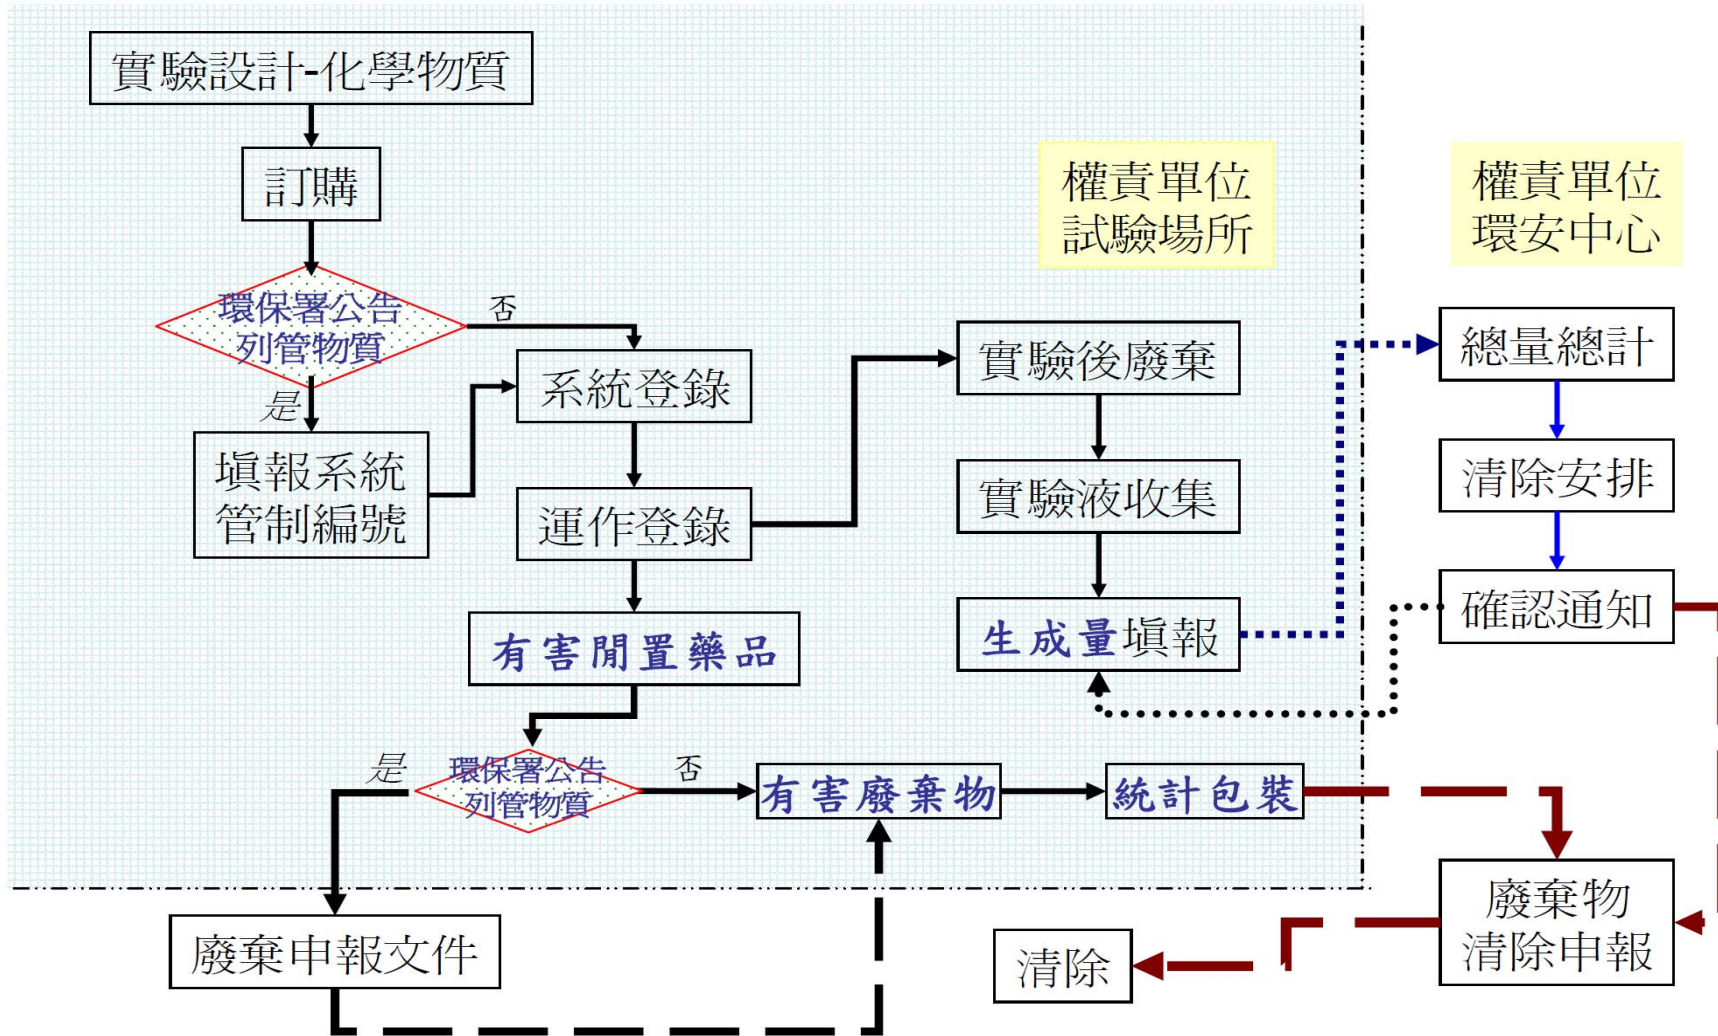 實驗設計-化學物質
訂購
環保署公告
列管物質
否
是
填報系統
管制編號
系統登錄
運作登錄
有害閒置藥品
環保署公告
列管物質
是
否
有害廢棄物
統計包裝
廢棄申報文件
權責單位
試驗場所
實驗後廢棄
實驗液收集
生成量填報
權責單位
環安中心
總量總計
清除安排
確認通知
廢棄物
清除申報
清除